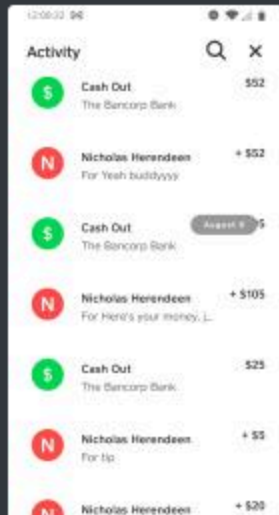 Activity
Cash Out
$52
The Bancorp Bank
N
Nicholas Herendeen
+ $52
For Yeah buddyyyy
$
Cash Out
August
5
The Bancorp Bank
N
Nicholas Herendeen
+ $105
For Here's your money, j...
$
Cash Out
$25
The Bancorp Bank
N
Nicholas Herendeen
+ $5
For tip
N
Nicholas Herendeen
+ $20